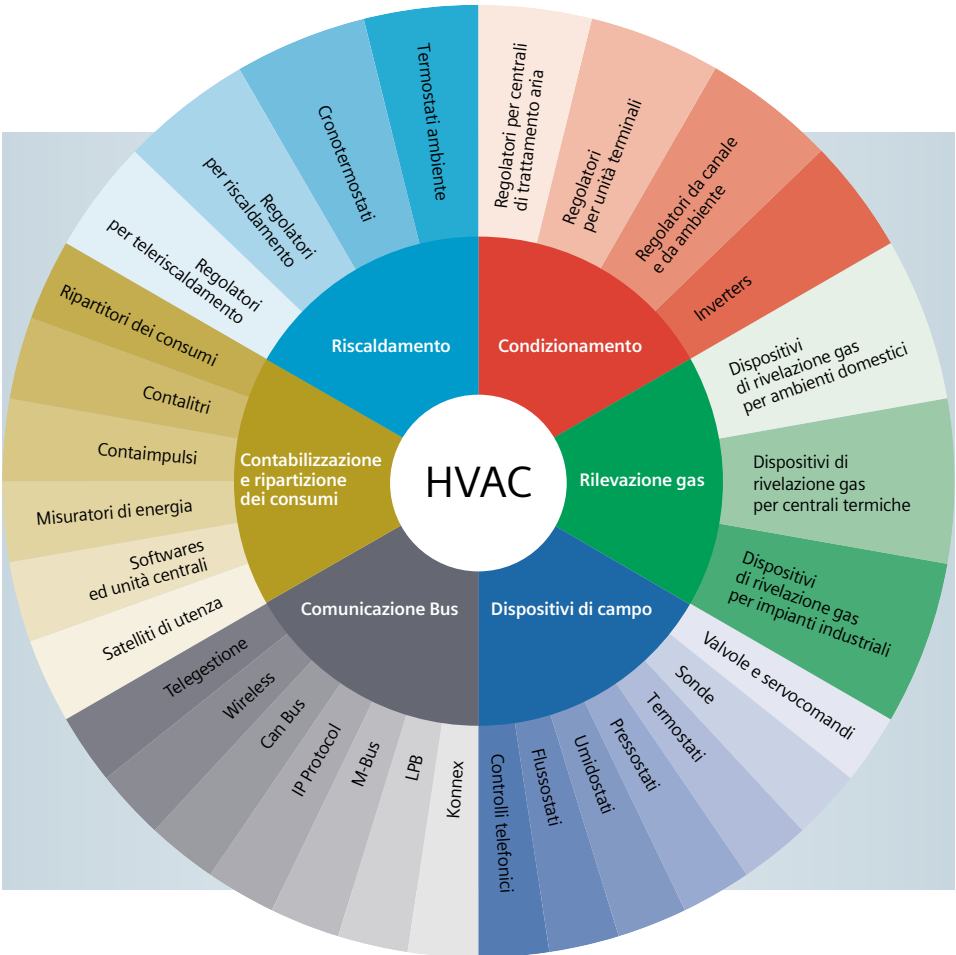 HVAC
Riscaldamento
Termostati ambiente
Cronotermostati
Regolatori
per riscaldamento
Regolatori
per teleriscaldamento
Condizionamento
Regolatori per centrali
di trattamento aria
Regolatori
per unità terminali
Regolatori da canale
e da ambiente
Inverters
Rilevazione gas
Dispositivi
di rivelazione gas
per ambienti domestici
Dispositivi di
rivelazione gas
per centrali termiche
Dispositivi
di rivelazione gas
per impianti industriali
Dispositivi di campo
Valvole e servocomandi
Sonde
Termostati
Pressostati
Umidostati
Flussostati
Controlli telefonici
Comunicazione Bus
Konnex
LPB
M-Bus
IP Protocol
Can Bus
Wireless
Telegestione
Contabilizzazione
e ripartizione
dei consumi
Satelliti di utenza
Softwares
ed unità centrali
Misuratori di energia
Contaimpulsi
Contalitri
Ripartitori dei consumi